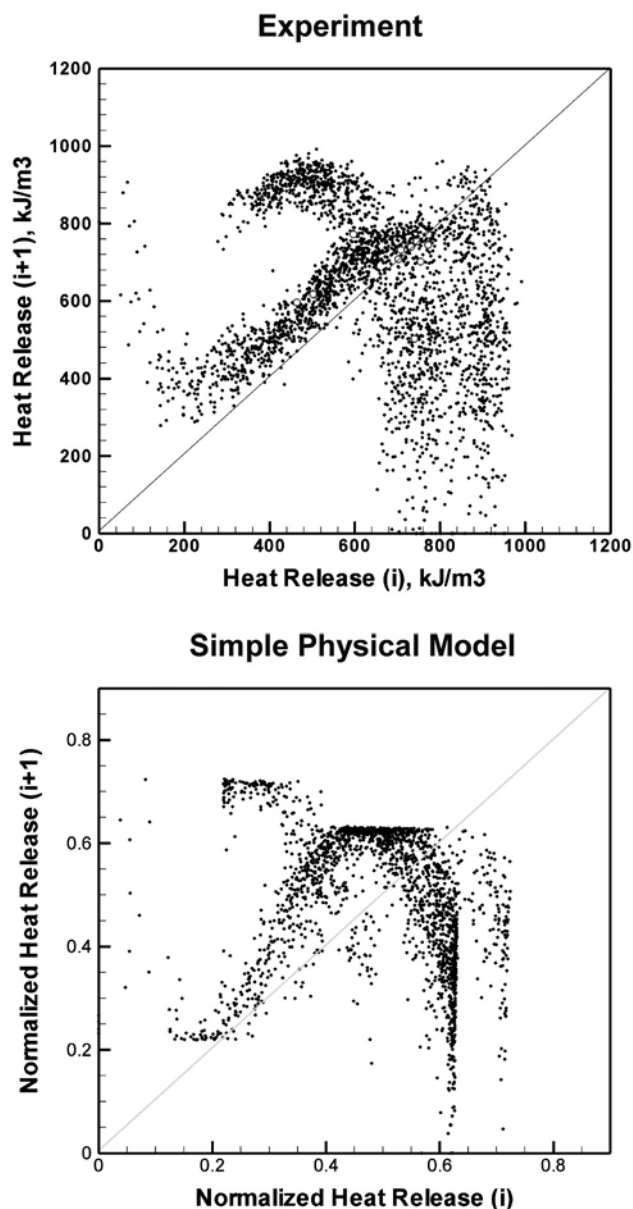 Experiment
1200
1000
800
600
400
200
0
Heat Release (i+1), kJ/m3
0 200 400 600 800 1000 1200
Heat Release (i), kJ/m3
Simple Physical Model
0.8
0.6
0.4
0.2
0
Normalized Heat Release (i+1)
0 0.2 0.4 0.6 0.8
Normalized Heat Release (i)